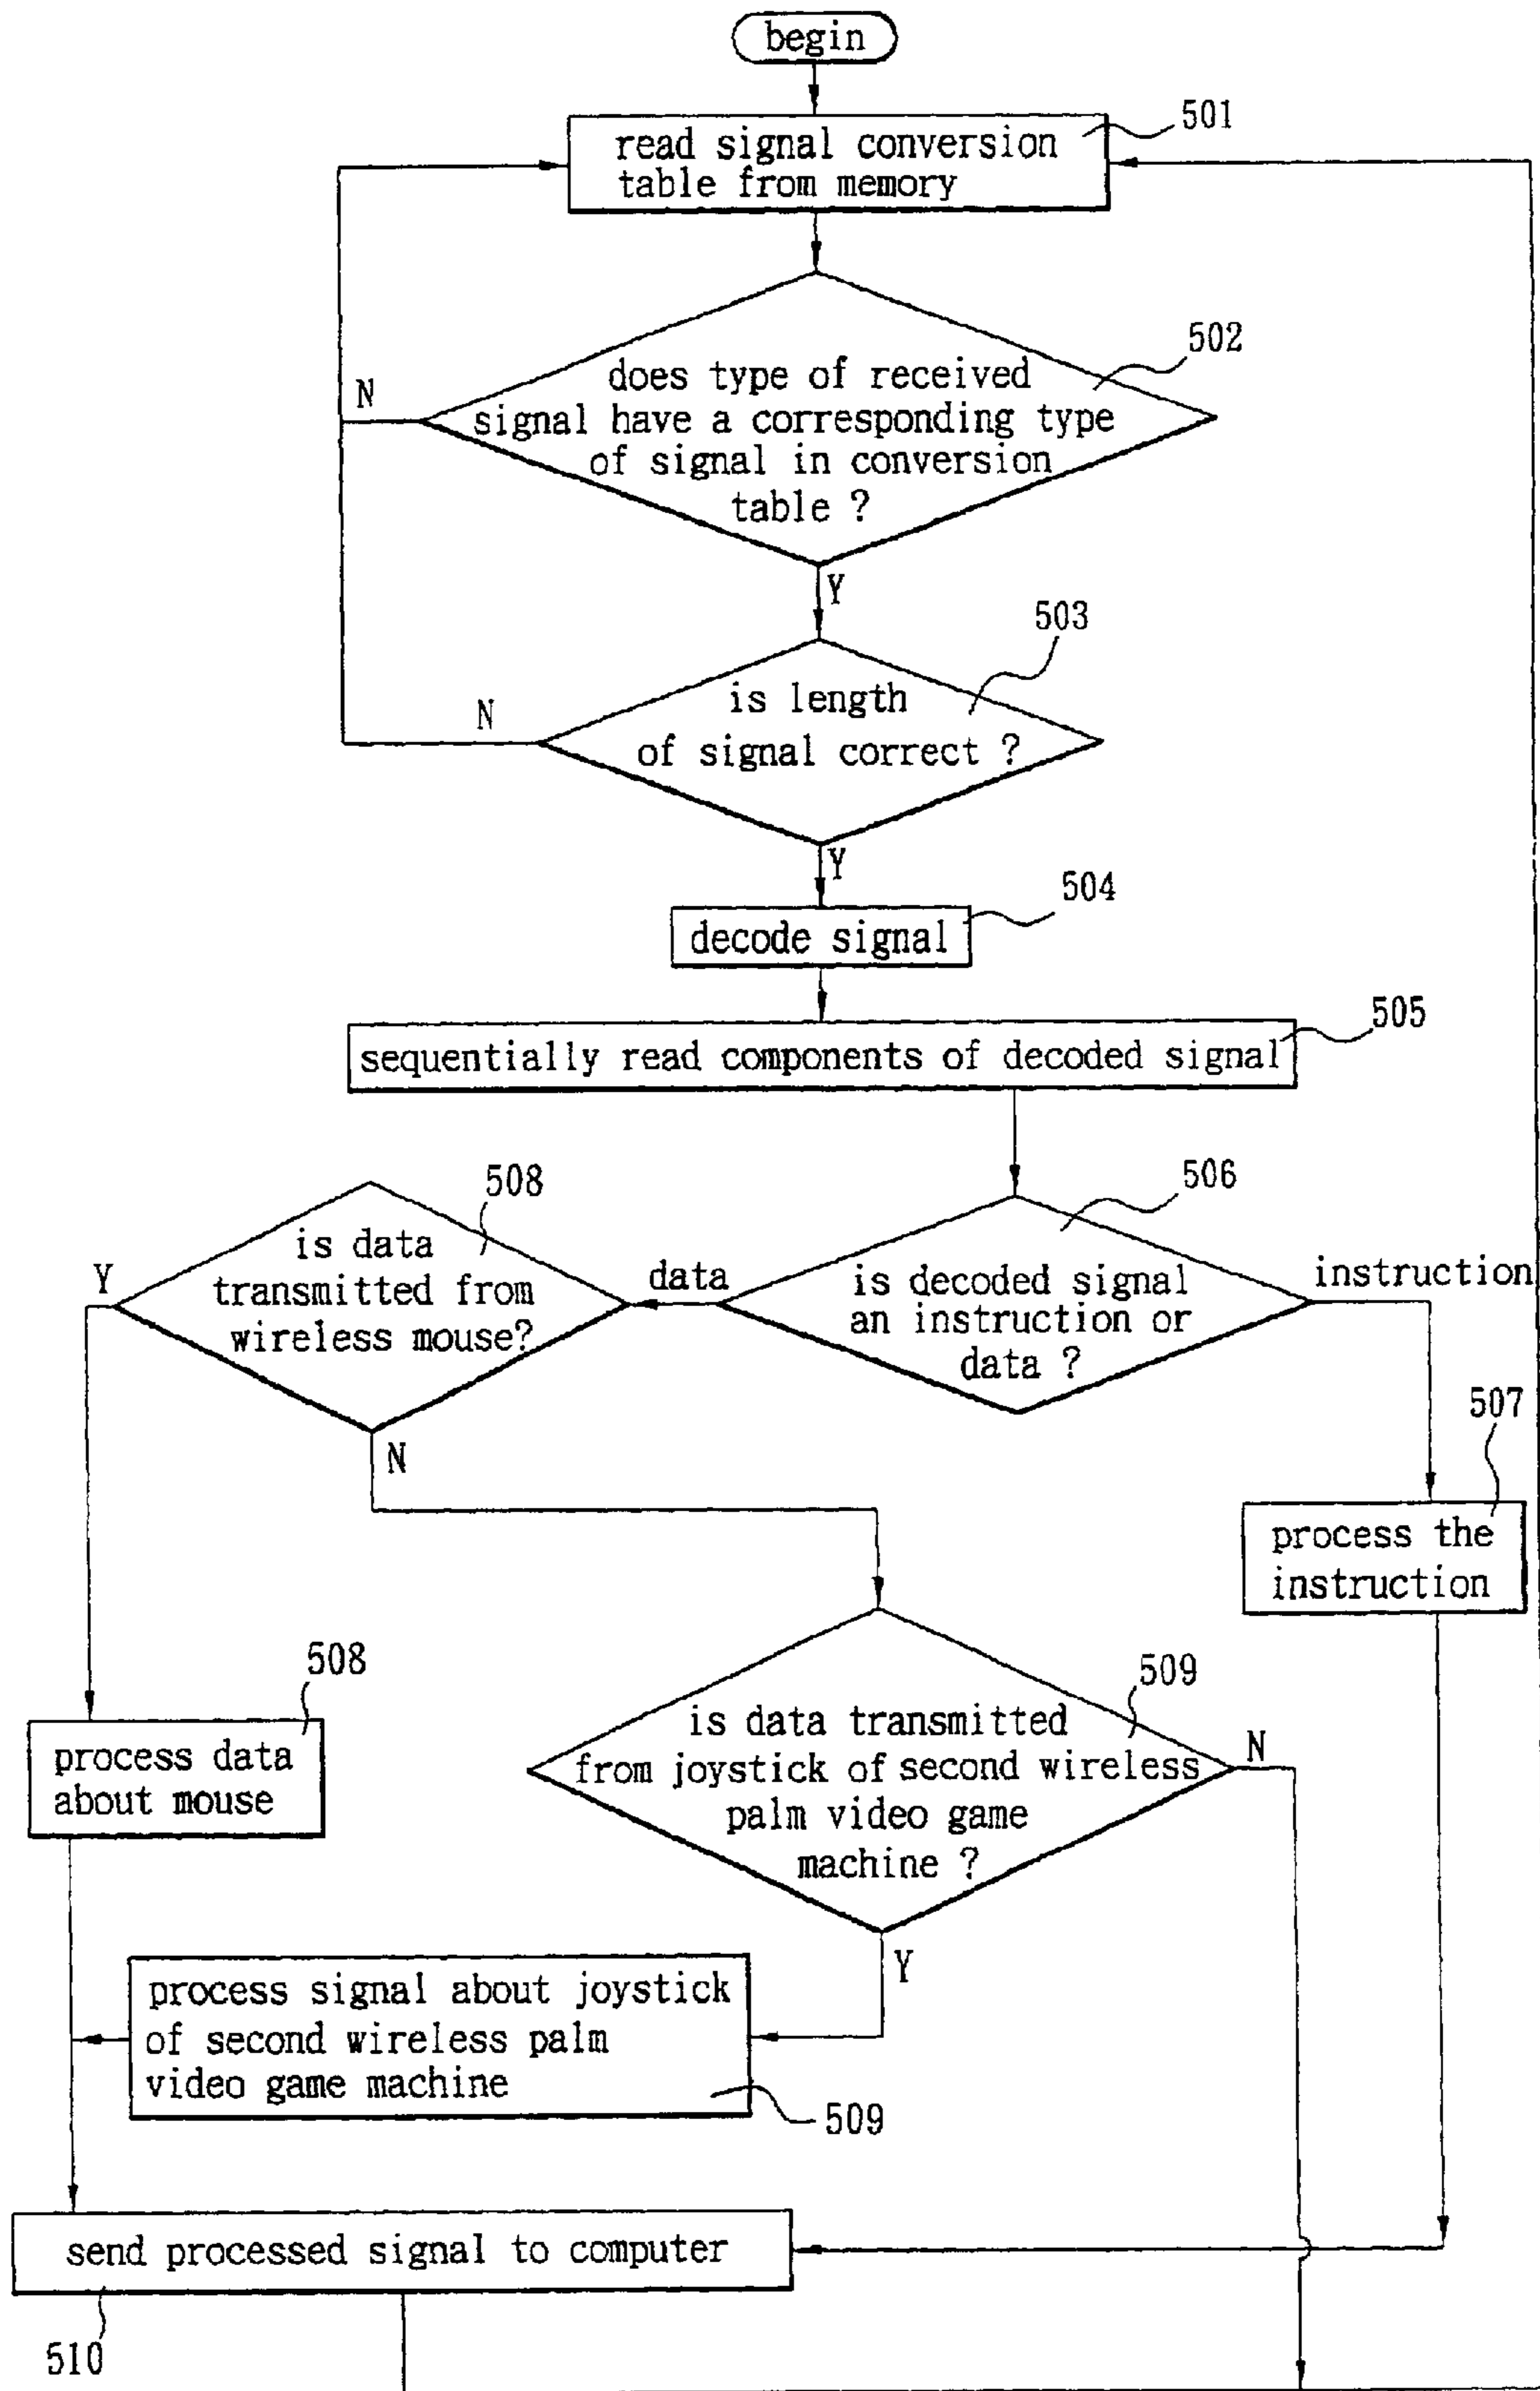 begin
501
read signal conversion
table from memory
502
does type of received
signal have a corresponding type
of signal in conversion
table ?
N
Y
503
is length
of signal correct ?
N
Y
504
decode signal
505
sequentially read components of decoded signal
506
is decoded signal
an instruction or
data ?
data
instruction
508
is data
transmitted from
wireless mouse?
Y
N
507
process the
instruction
508
process data
about mouse
509
is data transmitted
from joystick of second wireless
palm video game
machine ?
N
Y
process signal about joystick
of second wireless palm
video game machine
509
send processed signal to computer
510